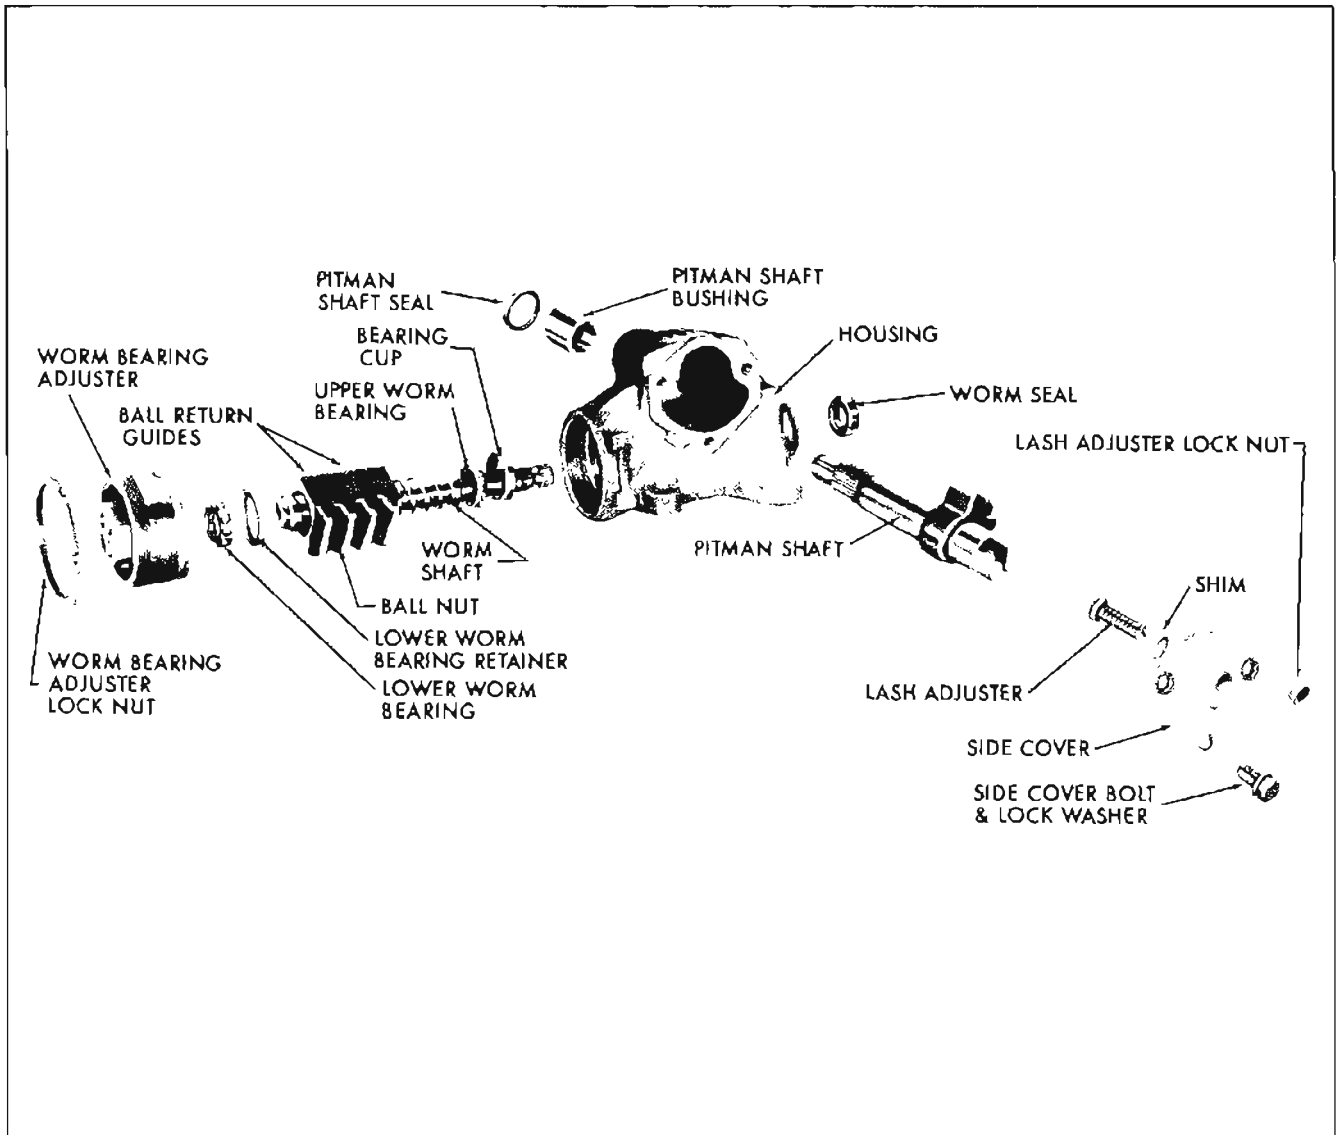 PITMAN
SHAFT SEAL
PITMAN SHAFT
BUSHING
BEARING
CUP
HOUSING
WORM BEARING
ADJUSTER
UPPER WORM
BEARING
WORM SEAL
BALL RETURN
GUIDES
LASH ADJUSTER LOCK NUT
WORM
SHAFT
PITMAN SHAFT
BALL NUT
SHIM
LOWER WORM
BEARING RETAINER
WORM BEARING
ADJUSTER
LOCK NUT
LOWER WORM
BEARING
LASH ADJUSTER
SIDE COVER
SIDE COVER BOLT
& LOCK WASHER